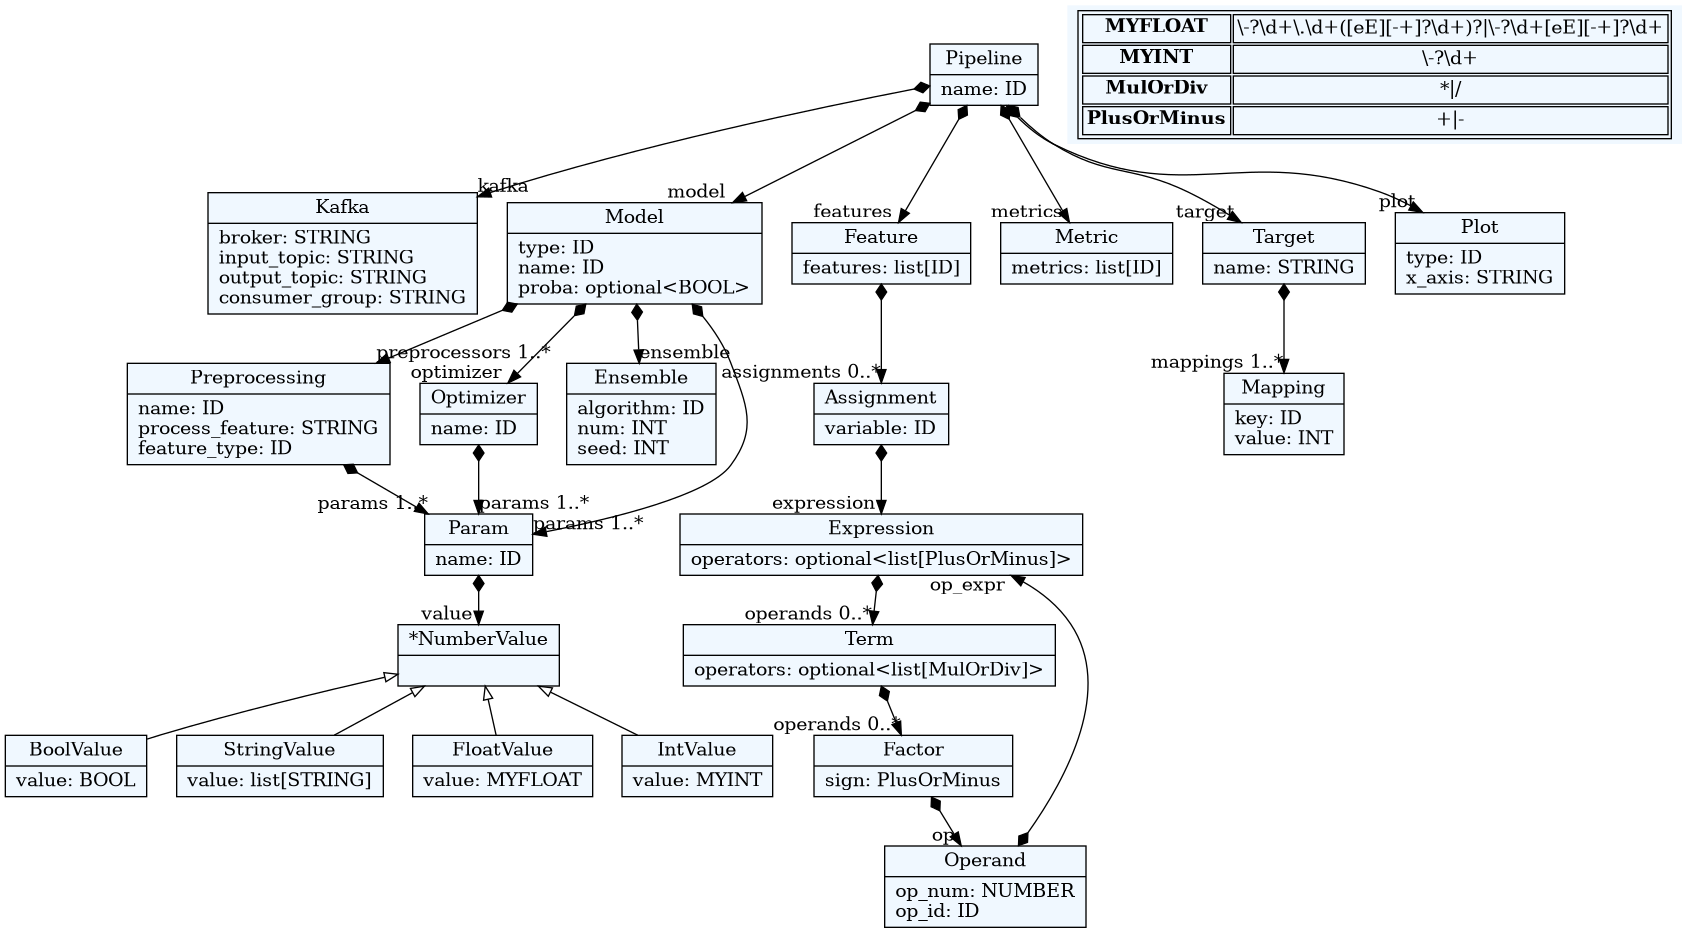 MYFLOAT \-?\d+\.\d+([eE][-+]?\d+)?|\-?\d+[eE][-+]?\d+
MYINT \-?\d+
MulOrDiv *|/
PlusOrMinus +|-
Pipeline
name: ID
kafka
model
features
metrics
target
plot
Kafka
broker: STRING
input_topic: STRING
output_topic: STRING
consumer_group: STRING
Model
type: ID
name: ID
proba: optional<BOOL>
Feature
features: list[ID]
Metric
metrics: list[ID]
Target
name: STRING
Plot
type: ID
x_axis: STRING
preprocessors 1..*
optimizer
ensemble
assignments 0..*
mappings 1..*
Preprocessing
name: ID
process_feature: STRING
feature_type: ID
Optimizer
name: ID
Ensemble
algorithm: ID
num: INT
seed: INT
Assignment
variable: ID
Mapping
key: ID
value: INT
params 1..*
params 1..*
params 1..*
expression
Param
name: ID
Expression
operators: optional<list[PlusOrMinus]>
op_expr
value
operands 0..*
*NumberValue
Term
operators: optional<list[MulOrDiv]>
operands 0..*
BoolValue
value: BOOL
StringValue
value: list[STRING]
FloatValue
value: MYFLOAT
IntValue
value: MYINT
Factor
sign: PlusOrMinus
op
Operand
op_num: NUMBER
op_id: ID